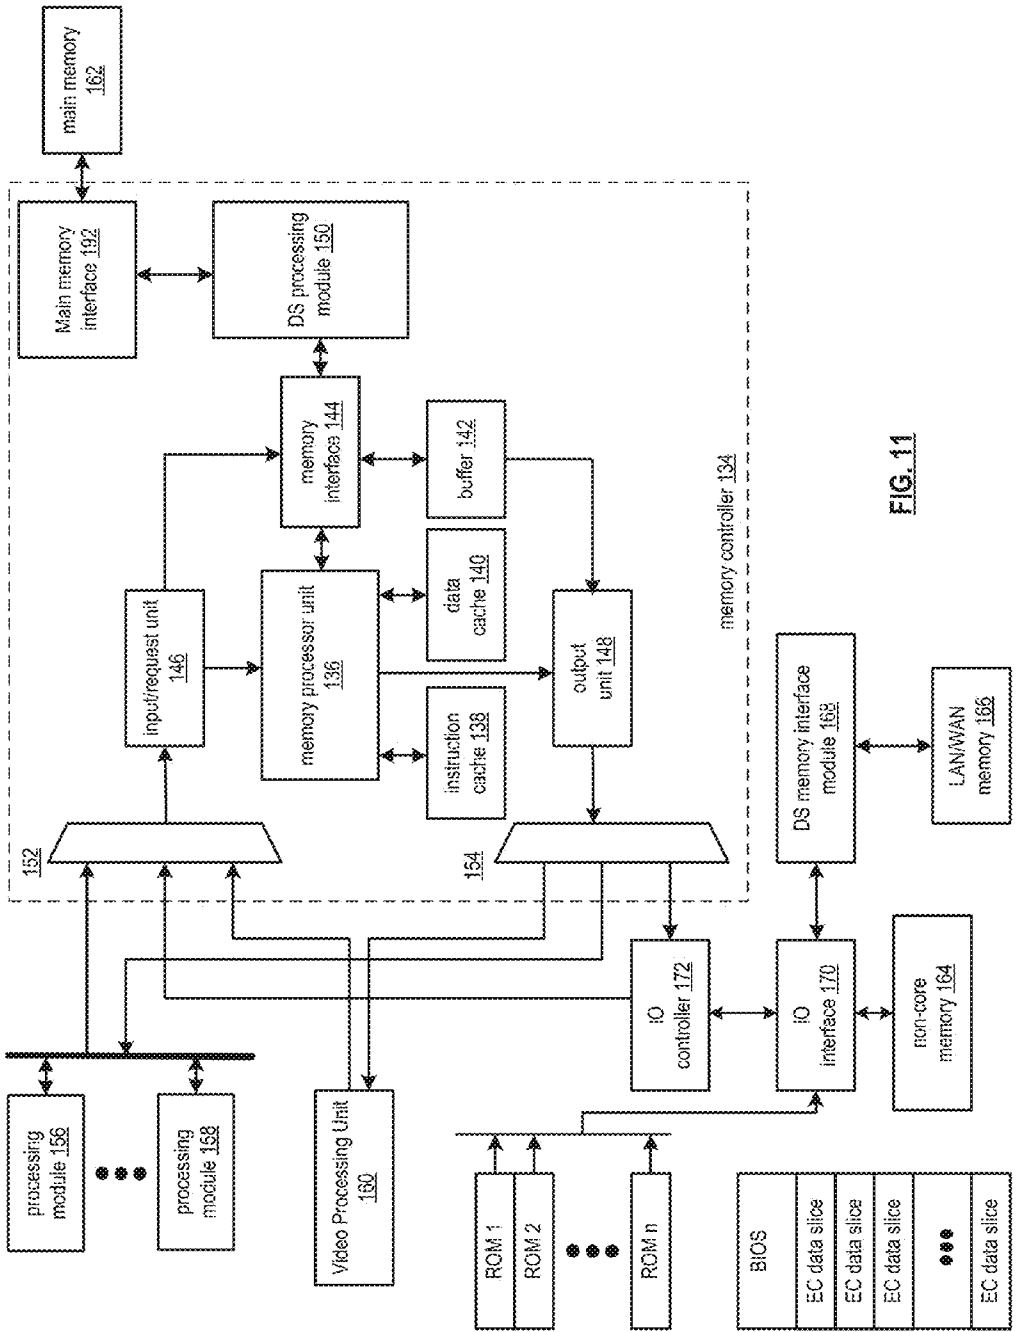 processing
module 156
processing
module 158
Video Processing Unit
160
ROM 1
ROM 2
ROM n
BIOS
EC data slice
EC data slice
EC data slice
EC data slice
152
154
IO
controller 172
IO
interface 170
non-core
memory 164
input/request unit
146
memory processor unit
136
instruction
cache 138
data
cache 140
output
unit 148
memory
interface 144
buffer 142
DS processing
module 150
Main memory
interface 192
main memory
162
memory controller 134
DS memory interface
module 168
LAN/WAN
memory 166
FIG. 11